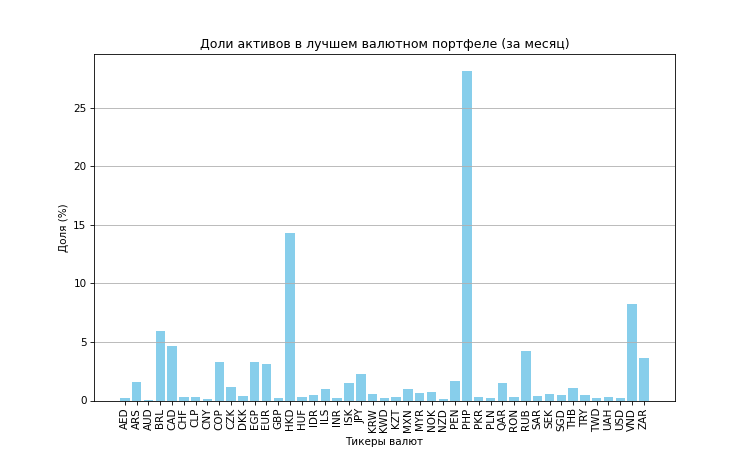 Доли активов в лучшем валютном портфеле (за месяц)
Доля (%)
25
20
15
10
5
0
AED ARS AUD BRL CAD CHF CLP CNY COP CZK DKK EGP EUR GBP HKD HUF IDR ILS INR ISK JPY KRW KWD KZT MXN MYR NOK NZD PEN PHP PKR PLN QAR RON RUB SAR SEK SGD THB TRY TWD UAH USD VND ZAR
Тикеры валют